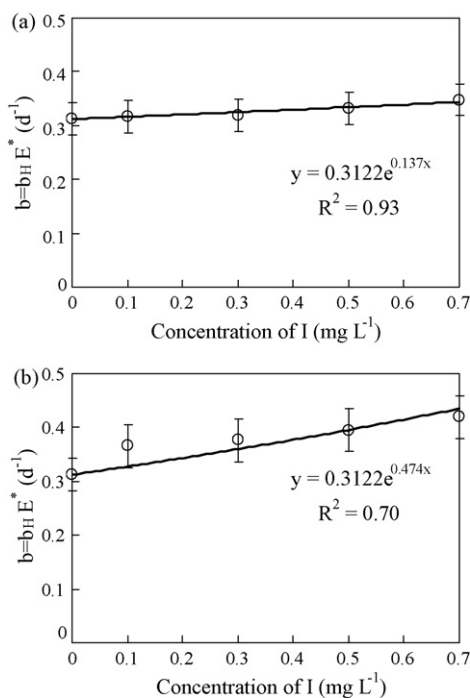 (a)
0.5
0.4
0.3
0.2
0.1
0
b=b_H E^* (d^-1)
y = 0.3122e^0.137x
R^2 = 0.93
0 0.1 0.2 0.3 0.4 0.5 0.6 0.7
Concentration of I (mg L^-1)
(b)
0.5
0.4
0.3
0.2
0.1
0
b=b_H E^* (d^-1)
y = 0.3122e^0.474x
R^2 = 0.70
0 0.1 0.2 0.3 0.4 0.5 0.6 0.7
Concentration of I (mg L^-1)